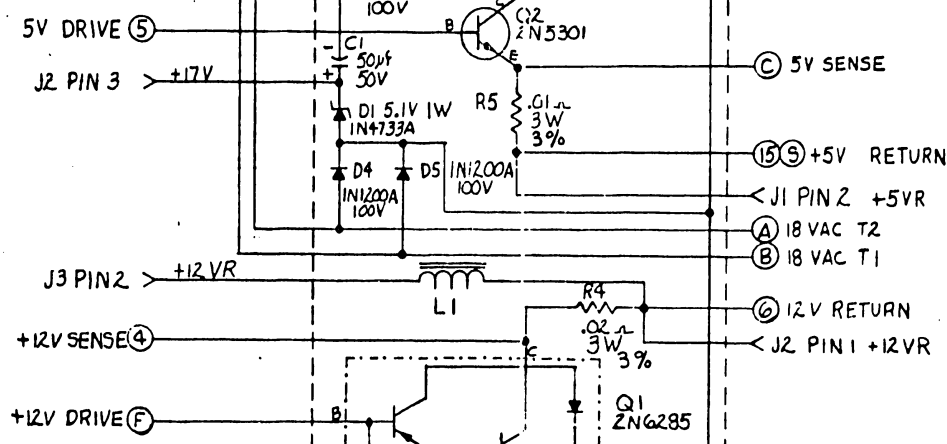 100V
5V DRIVE 5
B
Q2
2N5301
C1
50µf
50V
-
+
E
C 5V SENSE
J2 PIN 3
+17V
R5
.01Ω
3W
3%
D1 5.1V 1W
1N4733A
15 S +5V RETURN
D4
1N1200A
100V
D5
1N1200A
100V
J1 PIN 2 +5VR
A 18 VAC T2
B 18 VAC T1
J3 PIN 2
+12VR
L1
R4
.02Ω
3W
3%
6 12V RETURN
+12V SENSE 4
C
J2 PIN 1 +12VR
+12V DRIVE F
B
Q1
2N6285